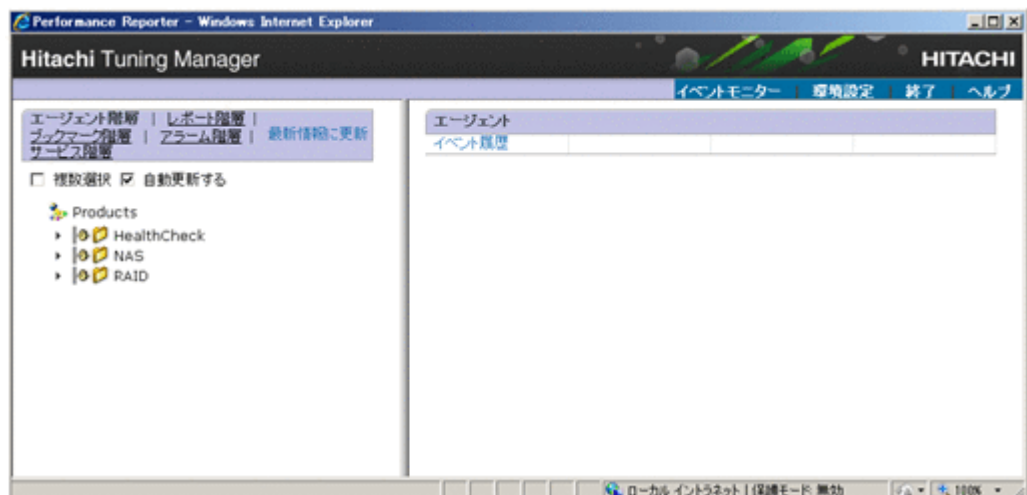 Performance Reporter - Windows Internet Explorer
Hitachi Tuning Manager
HITACHI
イベントモニター | 環境設定 | 終了 | ヘルプ
エージェント階層 | レポート階層 |
ブックマーク階層 | アラーム階層 | 最新情報に更新
サービス階層
複数選択 自動更新する
Products
HealthCheck
NAS
RAID
エージェント
イベント履歴
ローカル イントラネット | 保護モード: 無効
100%